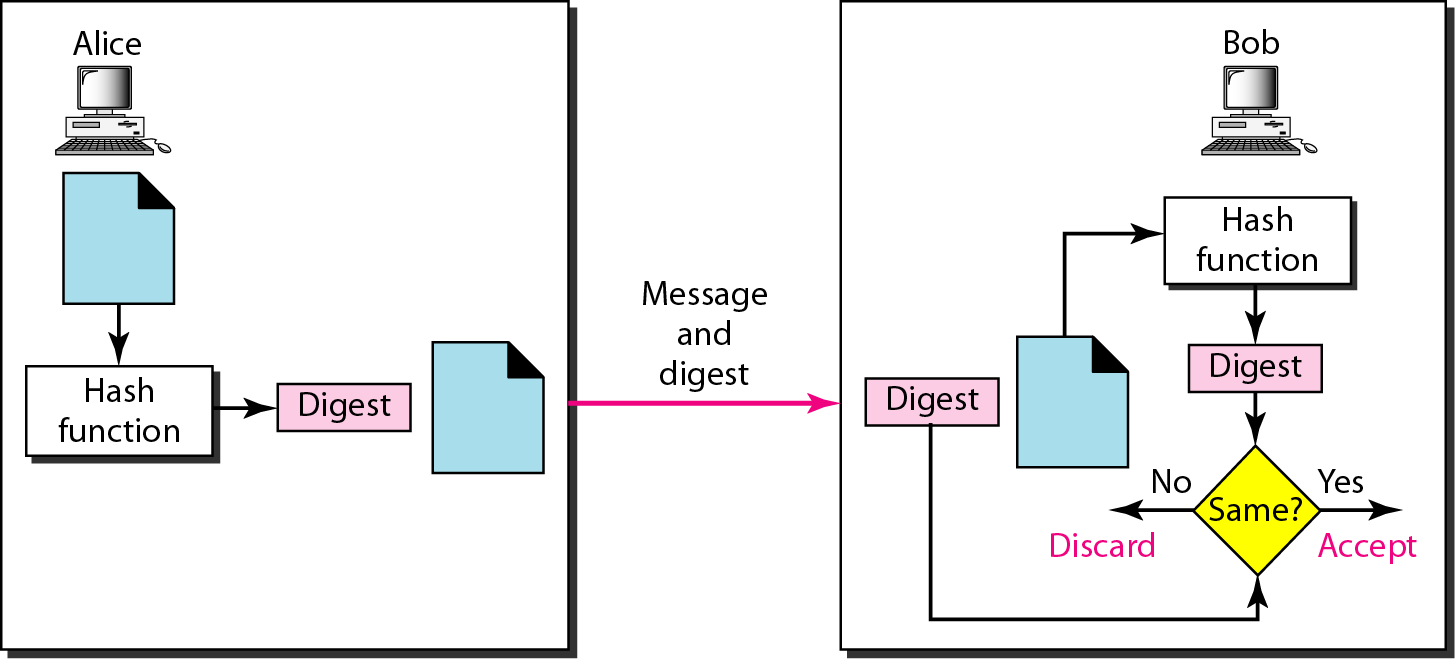 Alice
Hash
function
Digest
Message
and
digest
Bob
Hash
function
Digest
Digest
No
Yes
Same?
Discard
Accept